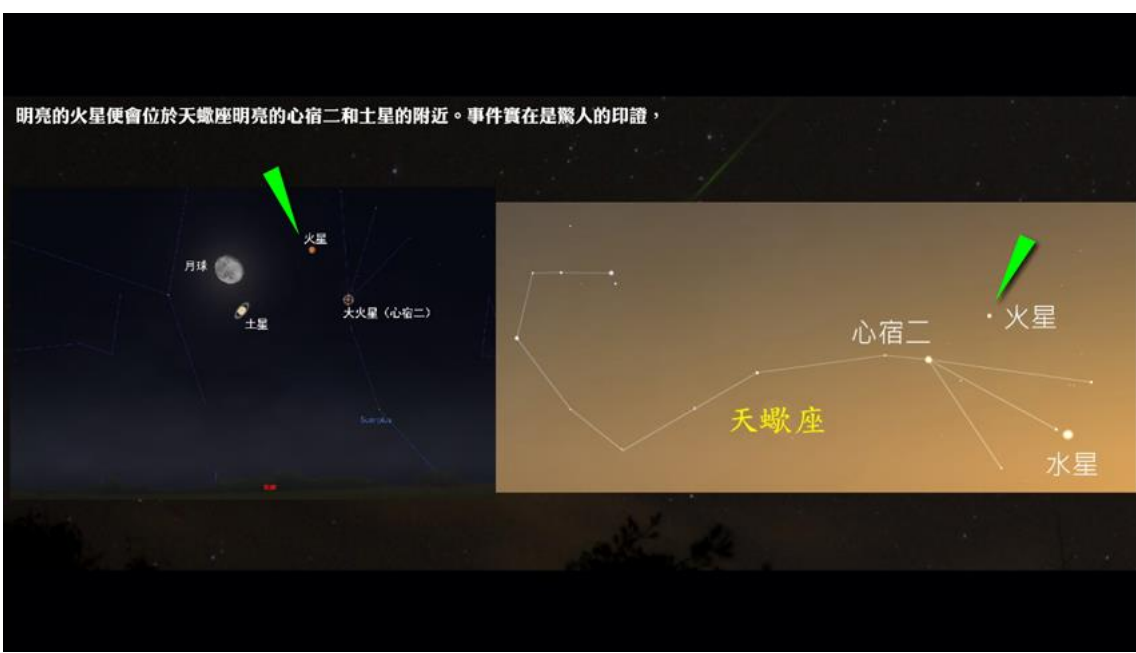 明亮的火星便會位於天蠍座明亮的心宿二和土星的附近。事件實在是驚人的印證，
火星
月球
土星
大火星（心宿二）
火星
心宿二
天蠍座
水星